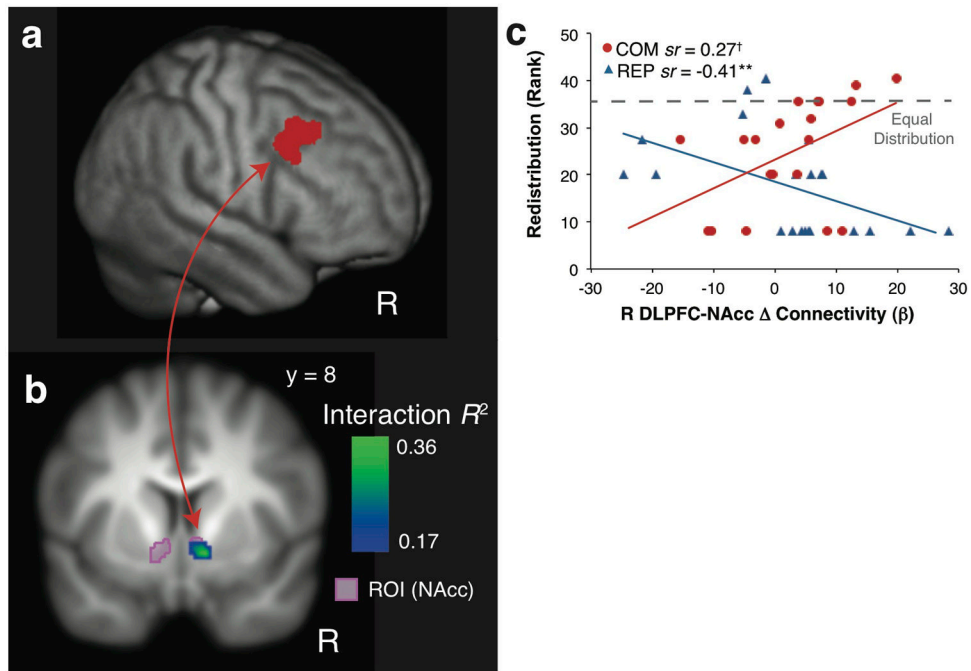 a
R
b
y = 8
Interaction R²
0.36
0.17
ROI (NAcc)
R
c
COM sr = 0.27†
REP sr = -0.41**
Equal
Distribution
Redistribution (Rank)
50
40
30
20
10
0
-30 -20 -10 0 10 20 30
R DLPFC-NAcc Δ Connectivity (β)